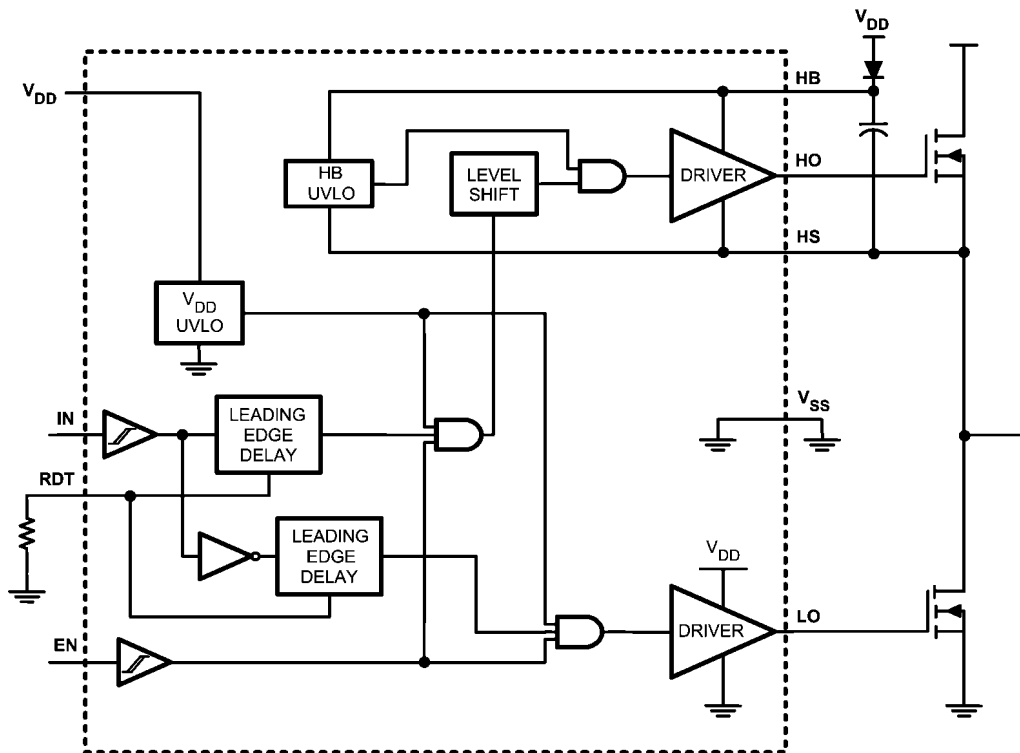 VDD
VDD
HB
HB
UVLO
LEVEL
SHIFT
DRIVER
HO
HS
VDD
UVLO
IN
LEADING
EDGE
DELAY
VSS
RDT
LEADING
EDGE
DELAY
VDD
DRIVER
LO
EN